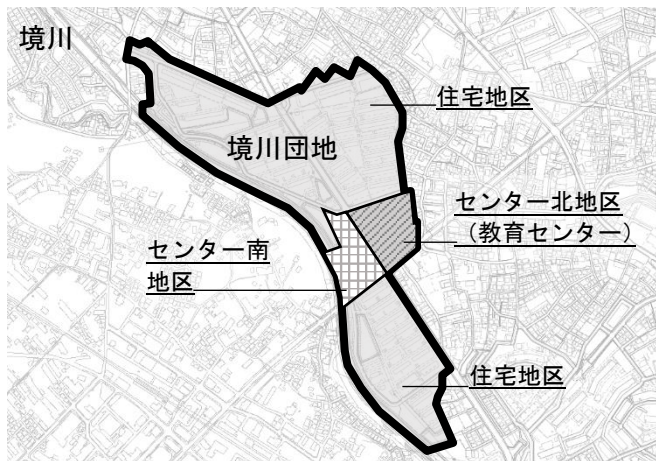 境川
住宅地区
境川団地
センター北地区
（教育センター）
センター南
地区
住宅地区